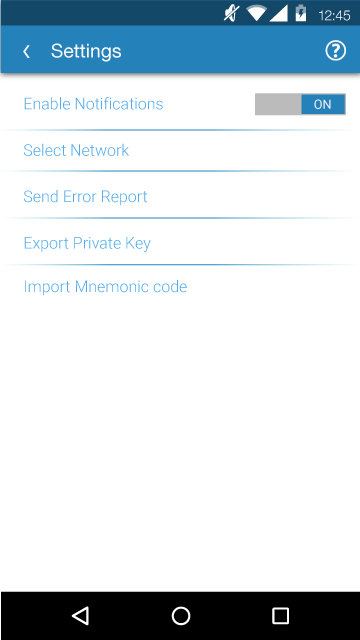 12:45
Settings
Enable Notifications
ON
Select Network
Send Error Report
Export Private Key
Import Mnemonic code